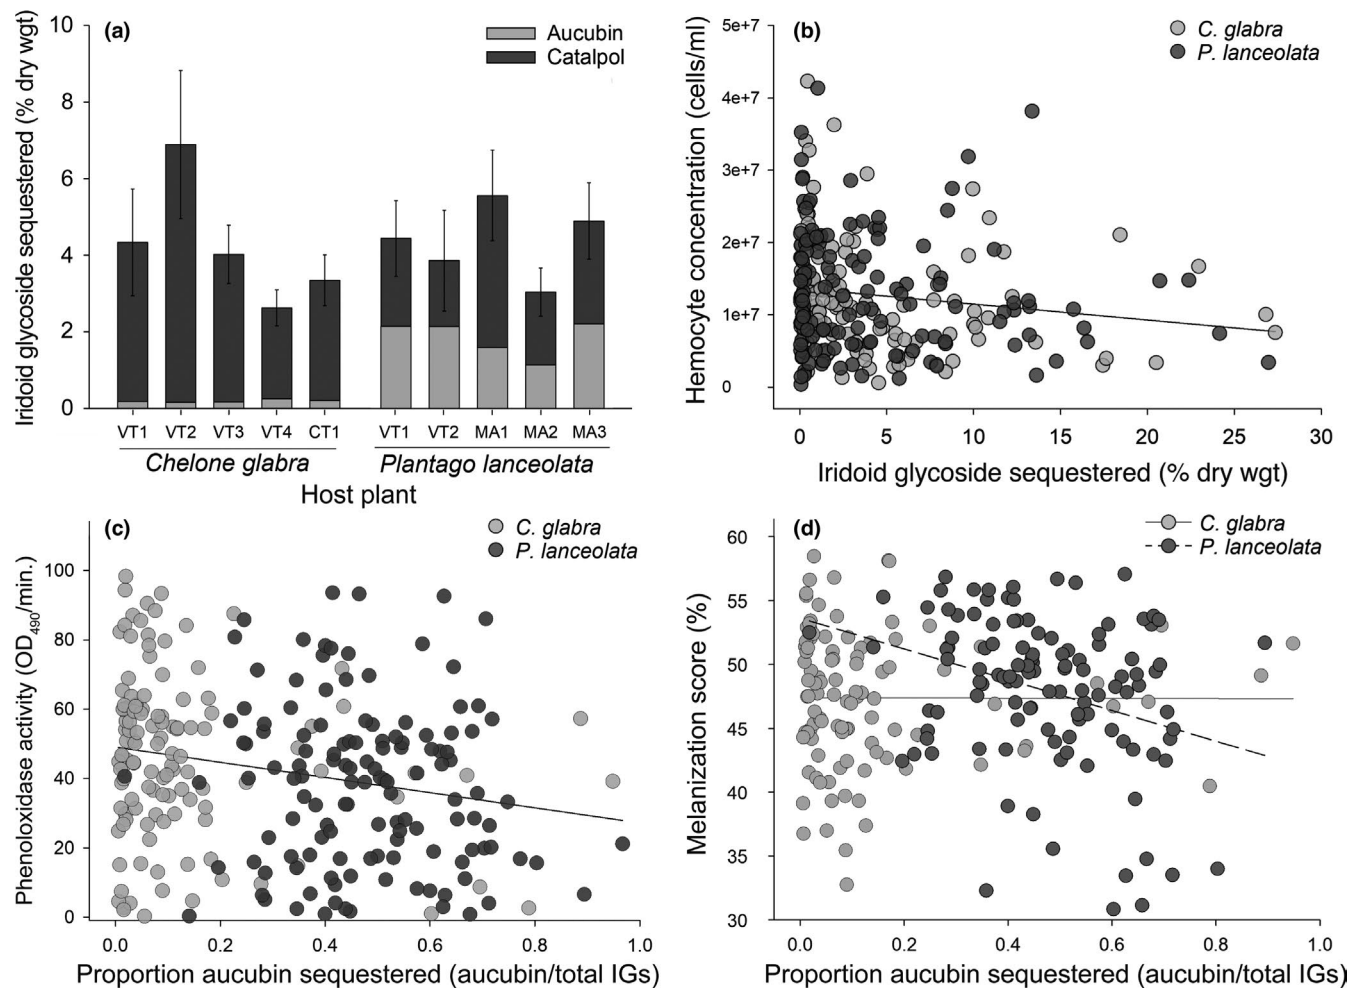 (a)
Iridoid glycoside sequestered (% dry wgt)
10
8
6
4
2
0
Aucubin
Catalpol
VT1 VT2 VT3 VT4 CT1 VT1 VT2 MA1 MA2 MA3
Chelone glabra Plantago lanceolata
Host plant
(b)
Hemocyte concentration (cells/ml)
5e+7
4e+7
3e+7
2e+7
1e+7
0
C. glabra
P. lanceolata
0 5 10 15 20 25 30
Iridoid glycoside sequestered (% dry wgt)
(c)
Phenoloxidase activity (OD490/min.)
100
80
60
40
20
0
C. glabra
P. lanceolata
0.0 0.2 0.4 0.6 0.8 1.0
Proportion aucubin sequestered (aucubin/total IGs)
(d)
Melanization score (%)
60
55
50
45
40
35
30
C. glabra
P. lanceolata
0.0 0.2 0.4 0.6 0.8 1.0
Proportion aucubin sequestered (aucubin/total IGs)